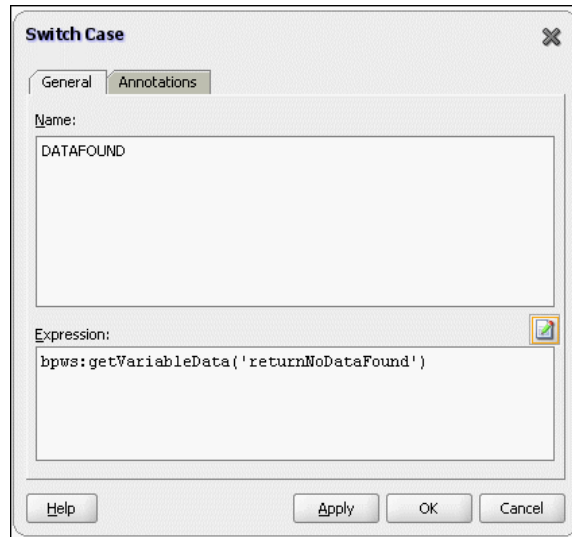 Switch Case
General Annotations
Name:
DATAFOUND
Expression:
bpws:getVariableData('returnNoDataFound')
Help Apply OK Cancel